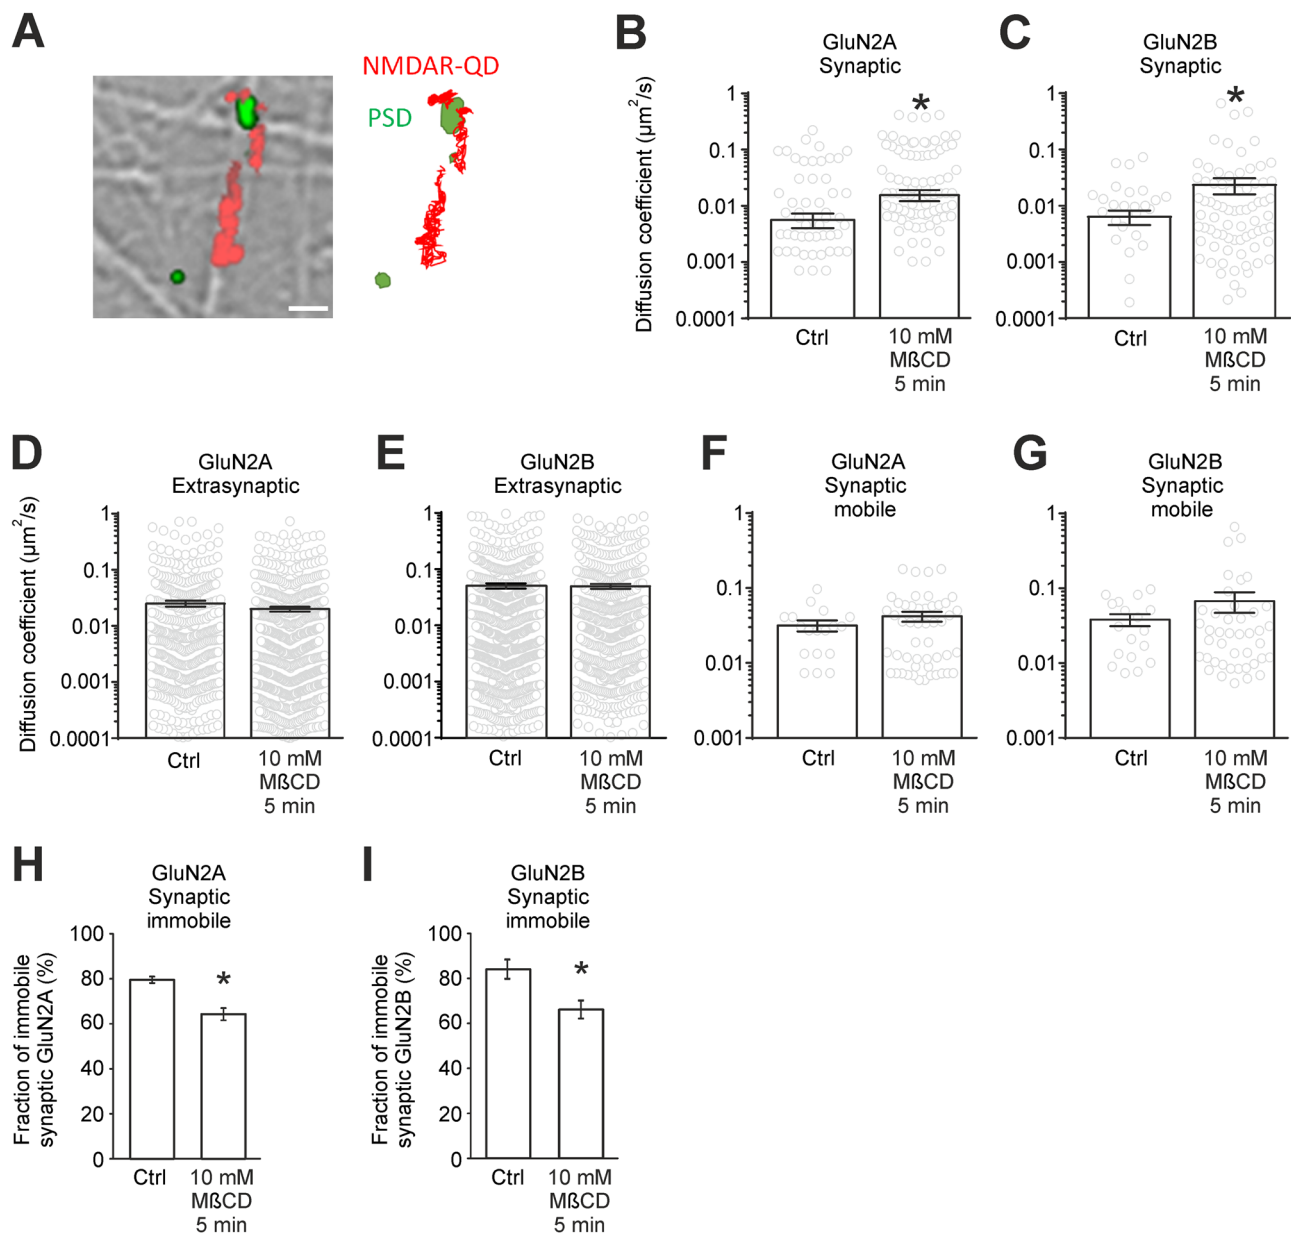 A
NMDAR-QD
PSD
B
GluN2A
Synaptic
Diffusion coefficient (µm²/s)
1
0.1
0.01
0.001
0.0001
*
Ctrl
10 mM
MßCD
5 min
C
GluN2B
Synaptic
1
0.1
0.01
0.001
0.0001
*
Ctrl
10 mM
MßCD
5 min
D
GluN2A
Extrasynaptic
Diffusion coefficient (µm²/s)
1
0.1
0.01
0.001
0.0001
Ctrl
10 mM
MßCD
5 min
E
GluN2B
Extrasynaptic
1
0.1
0.01
0.001
0.0001
Ctrl
10 mM
MßCD
5 min
F
GluN2A
Synaptic
mobile
1
0.1
0.01
0.001
Ctrl
10 mM
MßCD
5 min
G
GluN2B
Synaptic
mobile
1
0.1
0.01
0.001
Ctrl
10 mM
MßCD
5 min
H
GluN2A
Synaptic
immobile
Fraction of immobile
synaptic GluN2A (%)
100
80
60
40
20
0
*
Ctrl
10 mM
MßCD
5 min
I
GluN2B
Synaptic
immobile
Fraction of immobile
synaptic GluN2B (%)
100
80
60
40
20
0
*
Ctrl
10 mM
MßCD
5 min